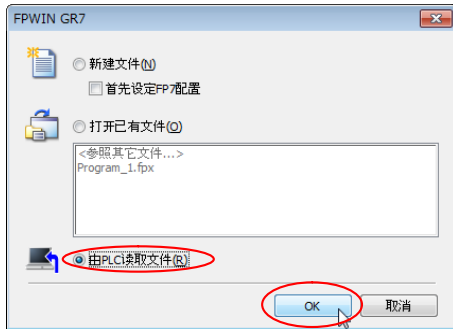 FPWIN GR7
新建文件(N)
首先设定FP7配置
打开已有文件(O)
<参照其它文件...>
Program_1.fpx
由PLC读取文件(R)
OK
取消